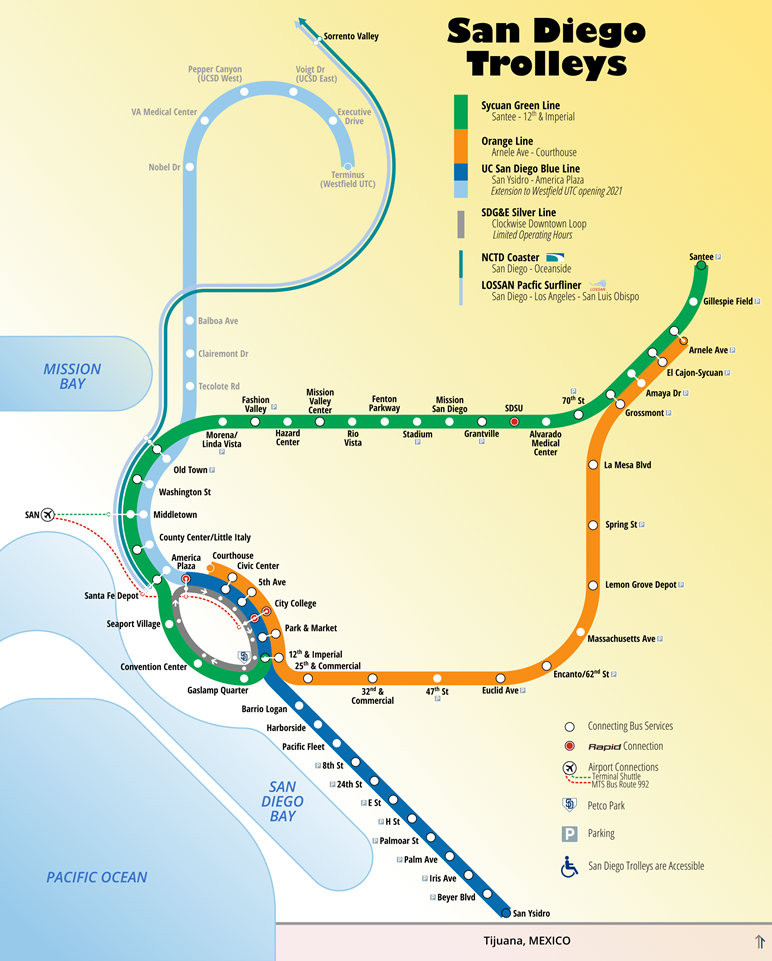 San Diego
Trolleys
Sycuan Green Line
Santee - 12th & Imperial
Orange Line
Arnele Ave - Courthouse
UC San Diego Blue Line
San Ysidro - America Plaza
Extension to Westfield UTC opening 2021
SDG&E Silver Line
Clockwise Downtown Loop
Limited Operating Hours
NCTD Coaster
San Diego - Oceanside
LOSSAN Pacfic Surfliner
LOSSAN
San Diego - Los Angeles - San Luis Obispo
Sorrento Valley
Pepper Canyon
(UCSD West)
Voigt Dr
(UCSD East)
VA Medical Center
Executive
Drive
Nobel Dr
Terminus
(Westfield UTC)
Balboa Ave
Clairemont Dr
Tecolote Rd
MISSION
BAY
Santee P
Gillespie Field P
Arnele Ave P
El Cajon-Sycuan P
Amaya Dr P
Grossmont P
P
70th St
Alvarado
Medical
Center
SDSU
Grantville
P
Mission
San Diego
Stadium
P
Fenton
Parkway
Rio
Vista
Mission
Valley
Center
Hazard
Center
Fashion
Valley P
Morena/
Linda Vista
P
Old Town P
Washington St
Middletown
SAN
County Center/Little Italy
America
Plaza
Courthouse
Civic Center
5th Ave
City College
Park & Market
12th & Imperial
25th & Commercial
Santa Fe Depot
Seaport Village
Convention Center
Gaslamp Quarter
La Mesa Blvd
Spring St P
Lemon Grove Depot P
Massachusetts Ave P
Encanto/62nd St P
Euclid Ave P
47th St
P
32nd &
Commercial
Barrio Logan
Harborside
Pacific Fleet
P 8th St
P 24th St
P E St
P H St
P Palmoar St
P Palm Ave
P Iris Ave
P Beyer Blvd
San Ysidro
SAN
DIEGO
BAY
PACIFIC OCEAN
Tijuana, MEXICO
Connecting Bus Services
Rapid Connection
Airport Connections
Terminal Shuttle
MTS Bus Route 992
Petco Park
P Parking
San Diego Trolleys are Accessible